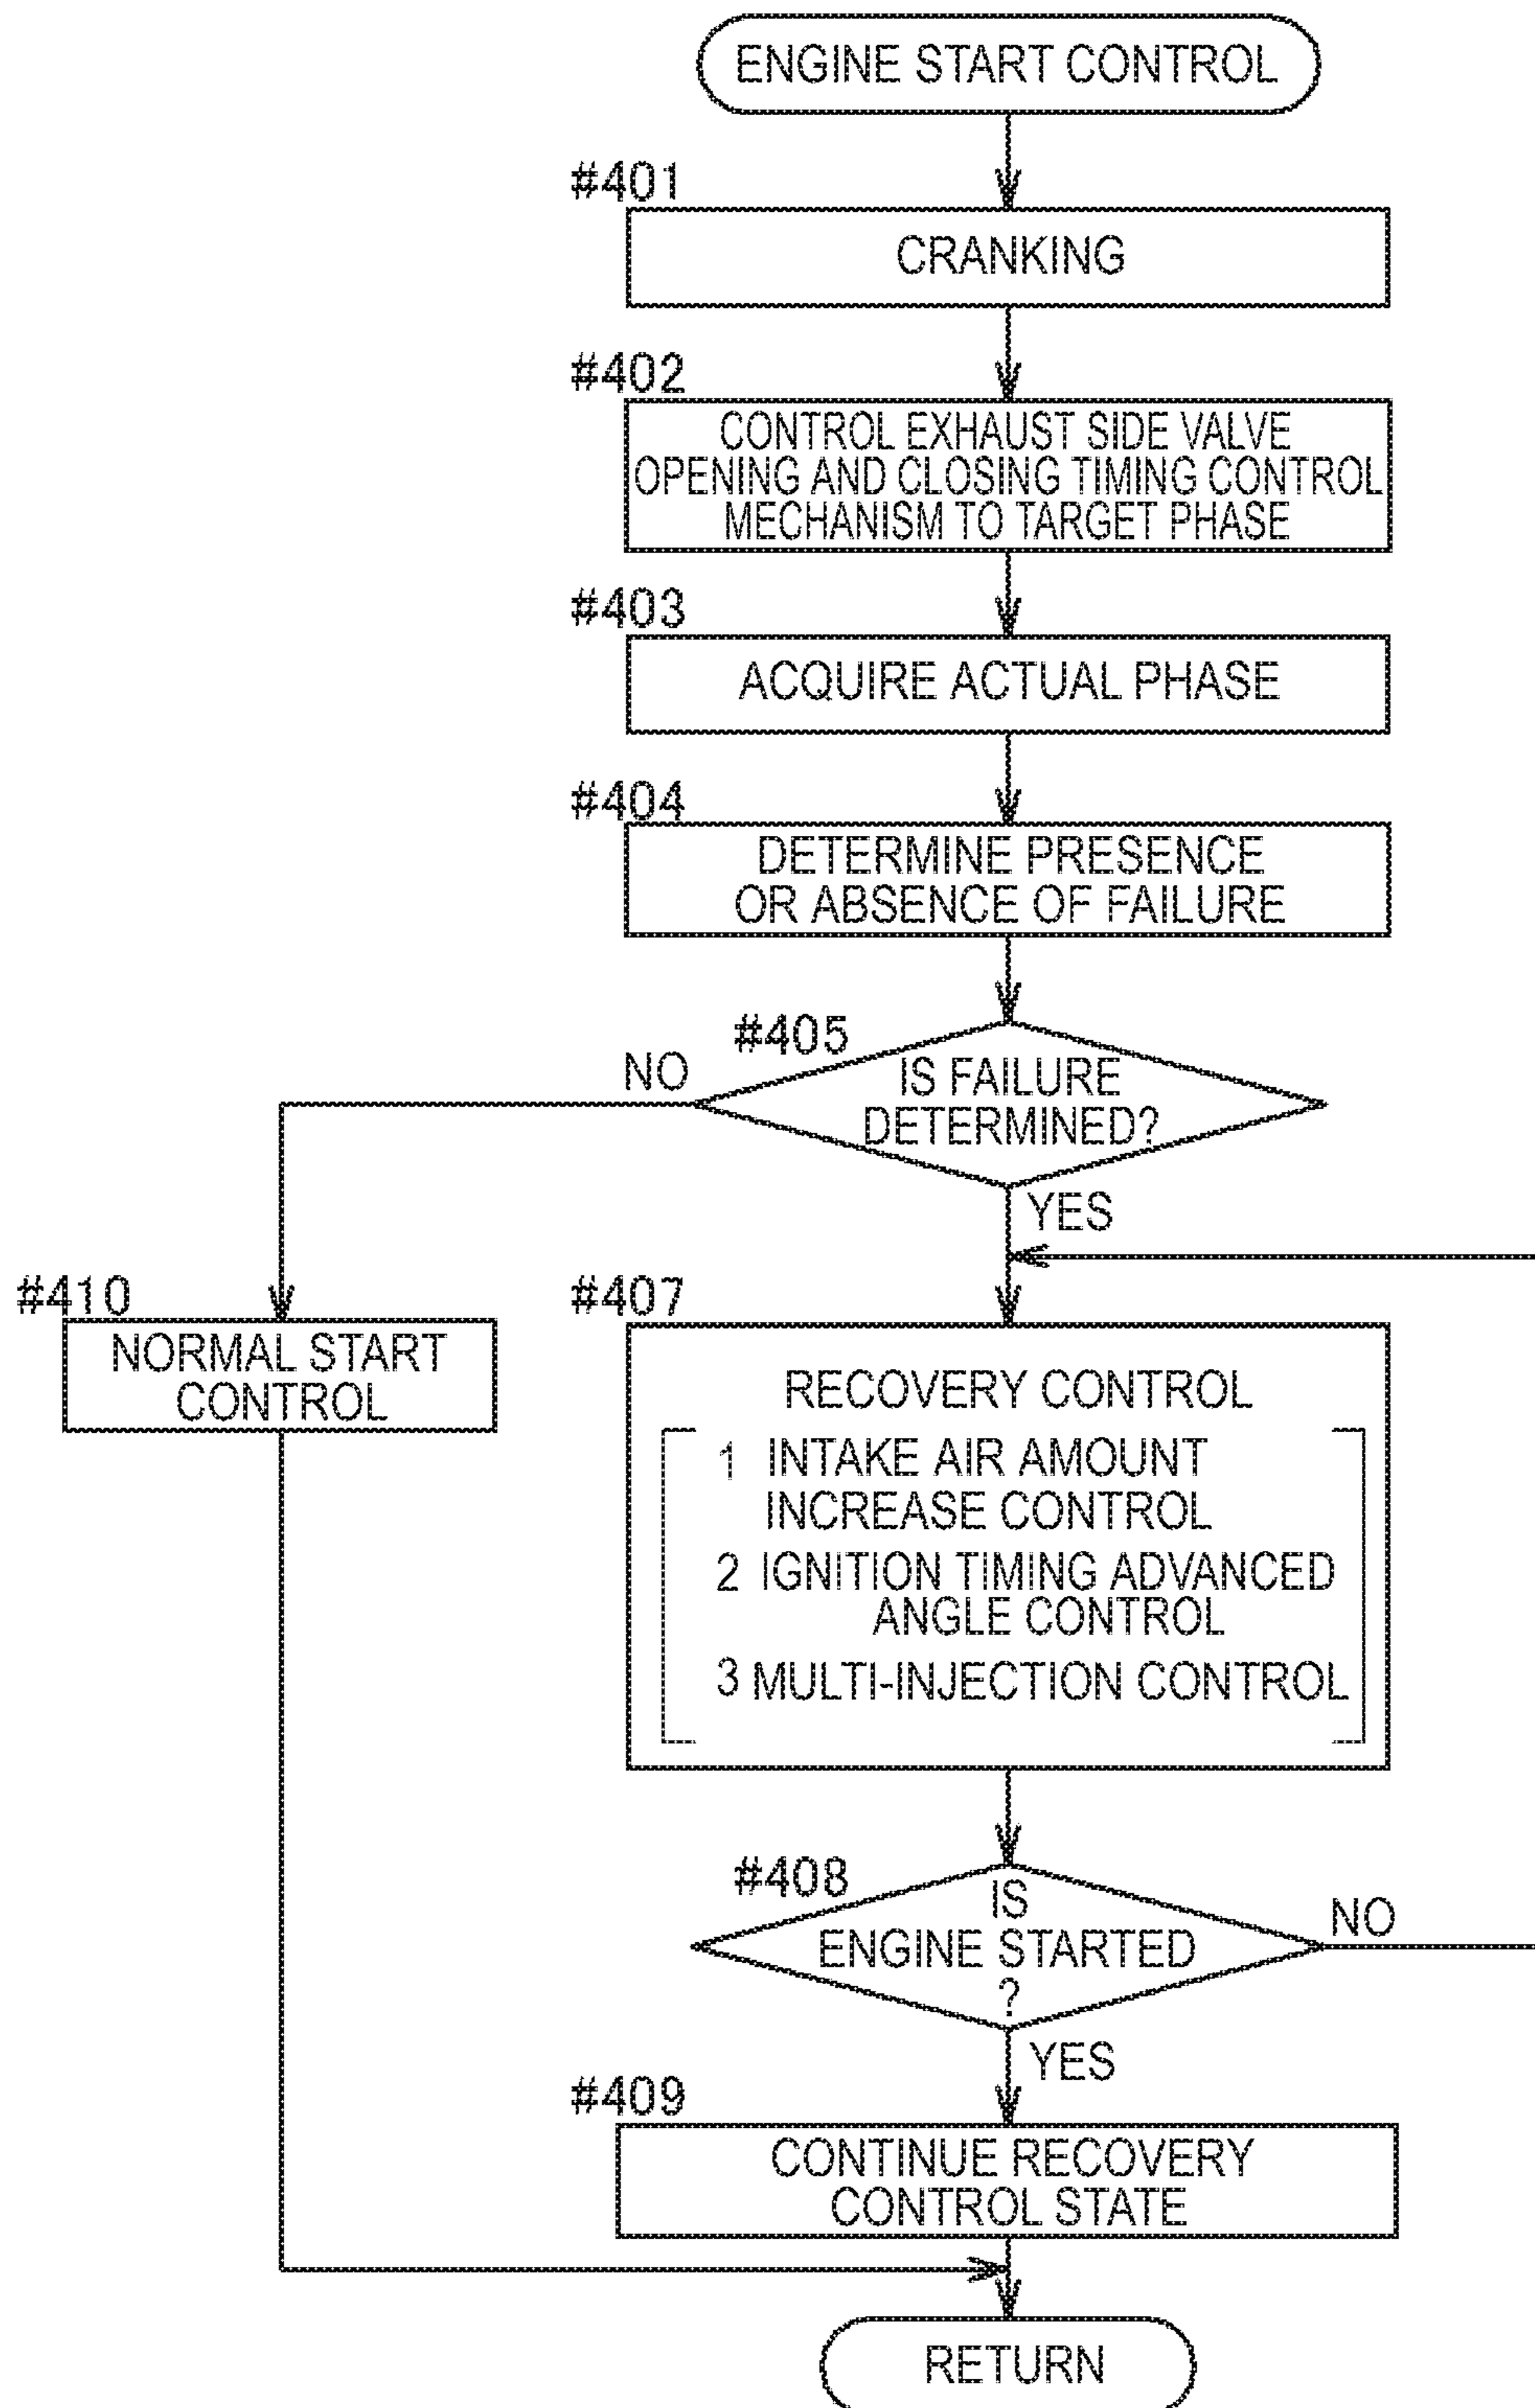 ENGINE START CONTROL
#401
CRANKING
#402
CONTROL EXHAUST SIDE VALVE
OPENING AND CLOSING TIMING CONTROL
MECHANISM TO TARGET PHASE
#403
ACQUIRE ACTUAL PHASE
#404
DETERMINE PRESENCE
OR ABSENCE OF FAILURE
#405
NO
IS FAILURE
DETERMINED?
YES
#410
NORMAL START
CONTROL
#407
RECOVERY CONTROL
1 INTAKE AIR AMOUNT
INCREASE CONTROL
2 IGNITION TIMING ADVANCED
ANGLE CONTROL
3 MULTI-INJECTION CONTROL
#408
IS
ENGINE STARTED
?
NO
YES
#409
CONTINUE RECOVERY
CONTROL STATE
RETURN